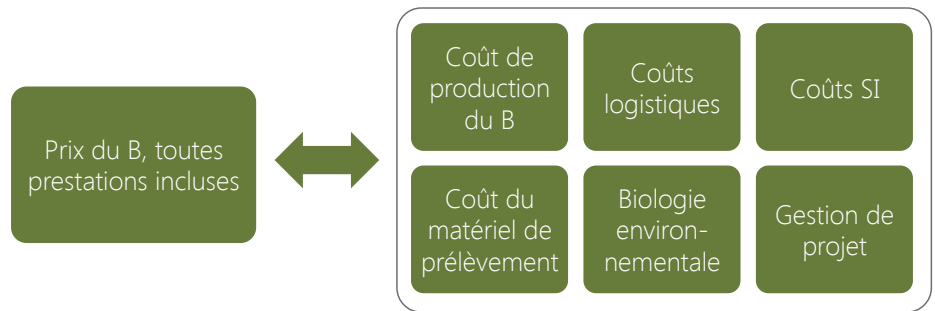 Prix du B, toutes
prestations incluses
Coût de
production
du B
Coûts
logistiques
Coûts SI
Coût du
matériel de
prélèvement
Biologie
environ-
nementale
Gestion de
projet